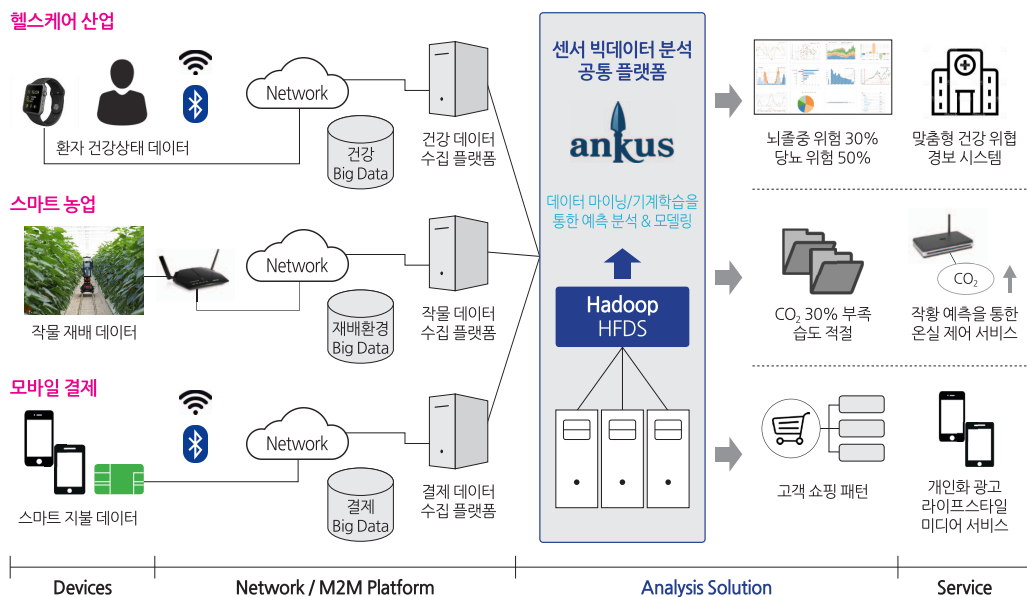 헬스케어 산업
Network
환자 건강상태 데이터
건강
Big Data
건강 데이터
수집 플랫폼
스마트 농업
Network
작물 재배 데이터
재배환경
Big Data
작물 데이터
수집 플랫폼
모바일 결제
Network
스마트 지불 데이터
결제
Big Data
결제 데이터
수집 플랫폼
센서 빅데이터 분석
공통 플랫폼
ankus
데이터 마이닝/기계학습을
통한 예측 분석 & 모델링
Hadoop
HFDS
뇌졸중 위험 30%
당뇨 위험 50%
맞춤형 건강 위협
경보 시스템
CO₂ 30% 부족
습도 적절
CO₂
작황 예측을 통한
온실 제어 서비스
고객 쇼핑 패턴
개인화 광고
라이프스타일
미디어 서비스
Devices
Network / M2M Platform
Analysis Solution
Service